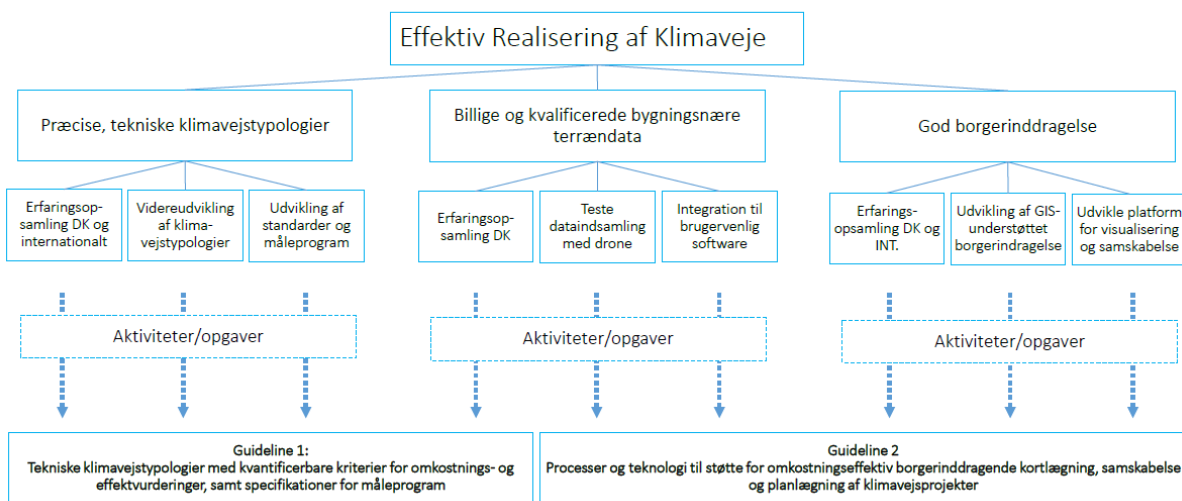 Effektiv Realisering af Klimaveje
Præcise, tekniske klimavejstypologier
Billige og kvalificerede bygningsnære
terrændata
God borgerinddragelse
Erfaringsop-
samling DK og
internationalt
Videreudvikling
af klima-
vejstypologier
Udvikling af
standarder og
måleprogram
Erfaringsop-
samling DK
Teste
dataindsamling
med drone
Integration til
brugervenlig
software
Erfarings-
opsamling DK og
INT.
Udvikling af GIS-
understøttet
borgerindragelse
Udvikle platform
for visualisering
og samskabelse
Aktiviteter/opgaver
Aktiviteter/opgaver
Aktiviteter/opgaver
Guideline 1:
Tekniske klimavejstypologier med kvantificerbare kriterier for omkostnings- og
effektvurderinger, samt specifikationer for måleprogram
Guideline 2
Processer og teknologi til støtte for omkostningseffektiv borgerinddragende kortlægning, samskabelse
og planlægning af klimavejsprojekter